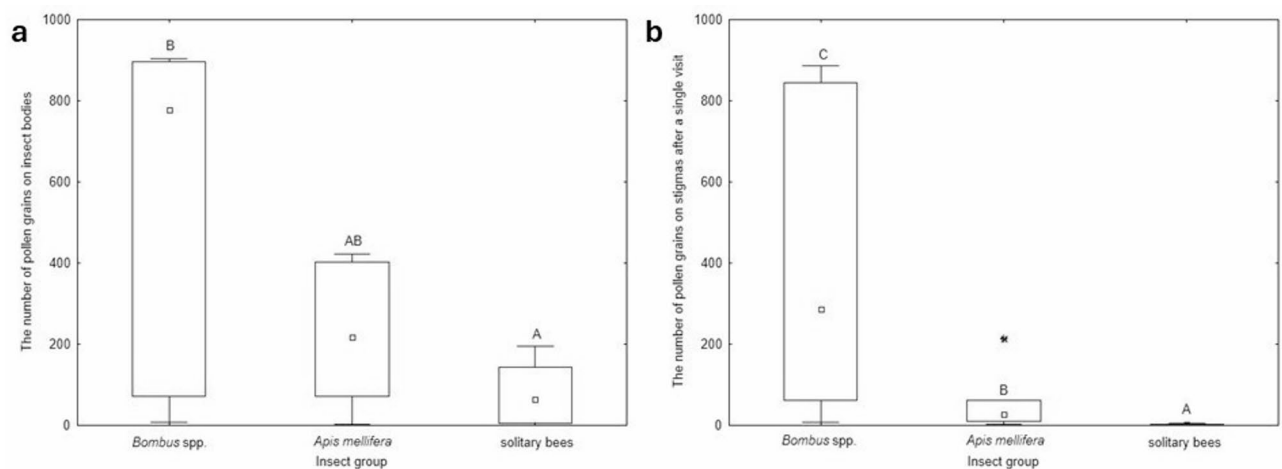 a
The number of pollen grains on insect bodies
1000
800
600
400
200
0
B
AB
A
Bombus spp.
Apis mellifera
solitary bees
Insect group
b
The number of pollen grains on stigmas after a single visit
1000
800
600
400
200
0
C
B
A
Bombus spp.
Apis mellifera
solitary bees
Insect group